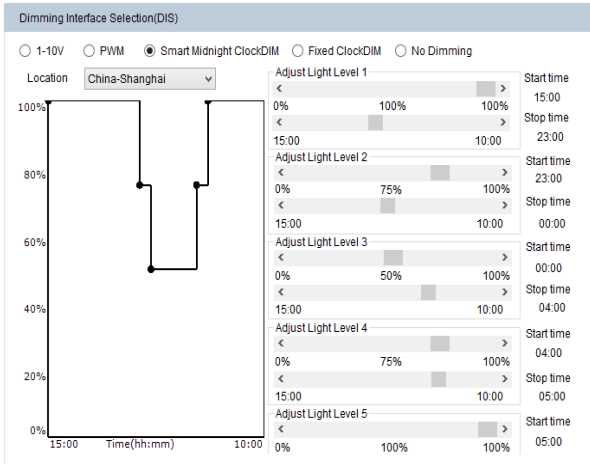 Dimming Interface Selection(DIS)
1-10V PWM Smart Midnight ClockDIM Fixed ClockDIM No Dimming
Location China-Shanghai
Adjust Light Level 1
Start time
0% 100% 100%
15:00
Stop time
15:00 10:00
23:00
Adjust Light Level 2
Start time
0% 75% 100%
23:00
Stop time
15:00 10:00
00:00
Adjust Light Level 3
Start time
0% 50% 100%
00:00
Stop time
15:00 10:00
04:00
Adjust Light Level 4
Start time
0% 75% 100%
04:00
Stop time
15:00 10:00
05:00
Adjust Light Level 5
Start time
0% 100% 100%
05:00
100%
80%
60%
40%
20%
0%
15:00 Time(hh:mm) 10:00